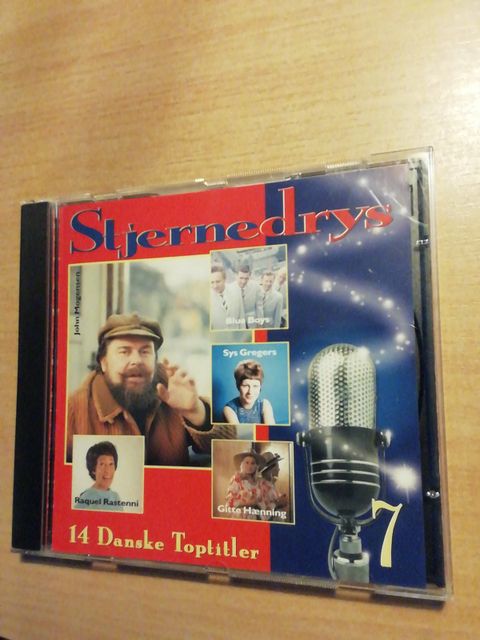 Stjernedrys
John Mogensen
Blue Boys
Sys Gregers
Raquel Rastenni
Gitte Hænning
14 Danske Toptitler
7